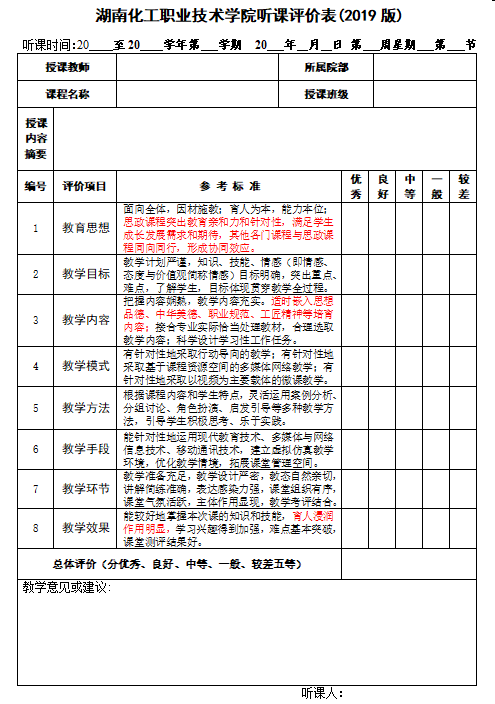 湖南化工职业技术学院听课评价表(2019版)
听课时间:20____至20____学年第___学期 20___年__月__日 第___周星期___第___节
授课教师 所属院部
课程名称 授课班级
授课
内容
摘要
编号 评价项目 参 考 标 准 优秀 良好 中等 一般 较差
1 教育思想
面向全体，因材施教；育人为本，能力本位；
思政课程突出教育亲和力和针对性，满足学生
成长发展需求和期待，其他各门课程与思政课
程同向同行，形成协同效应。
2 教学目标
教学计划严谨，知识、技能、情感（即情感、
态度与价值观简称情感）目标明确，突出重点、
难点，了解学生，目标体现贯穿教学全过程。
3 教学内容
把握内容娴熟，教学内容充实。适时嵌入思想
品德、中华美德、职业规范、工匠精神等培育
内容；接合专业实际恰当处理教材，合理选取
教学内容；科学设计学习性工作任务。
4 教学模式
有针对性地采取行动导向的教学；有针对性地
采取基于课程资源空间的多媒体网络教学；有
针对性地采取以视频为主要载体的微课教学。
5 教学方法
根据课程内容和学生特点，灵活运用案例分析、
分组讨论、角色扮演、启发引导等多种教学方
法，引导学生积极思考、乐于实践。
6 教学手段
能针对性地运用现代教育技术、多媒体与网络
信息技术、移动通讯技术，建立虚拟仿真教学
环境，优化教学情境，拓展课堂管理空间。
7 教学环节
教学准备充足，教学设计严密，教态自然亲切，
讲解简练准确，表达感染力强，课堂组织有序，
课堂气氛活跃，主体作用显现，教学考评结合。
8 教学效果
能较好地掌握本次课的知识和技能，育人浸润
作用明显，学习兴趣得到加强，难点基本突破，
课堂测评结果好。
总体评价（分优秀、良好、中等、一般、较差五等）
教学意见或建议:
听课人: